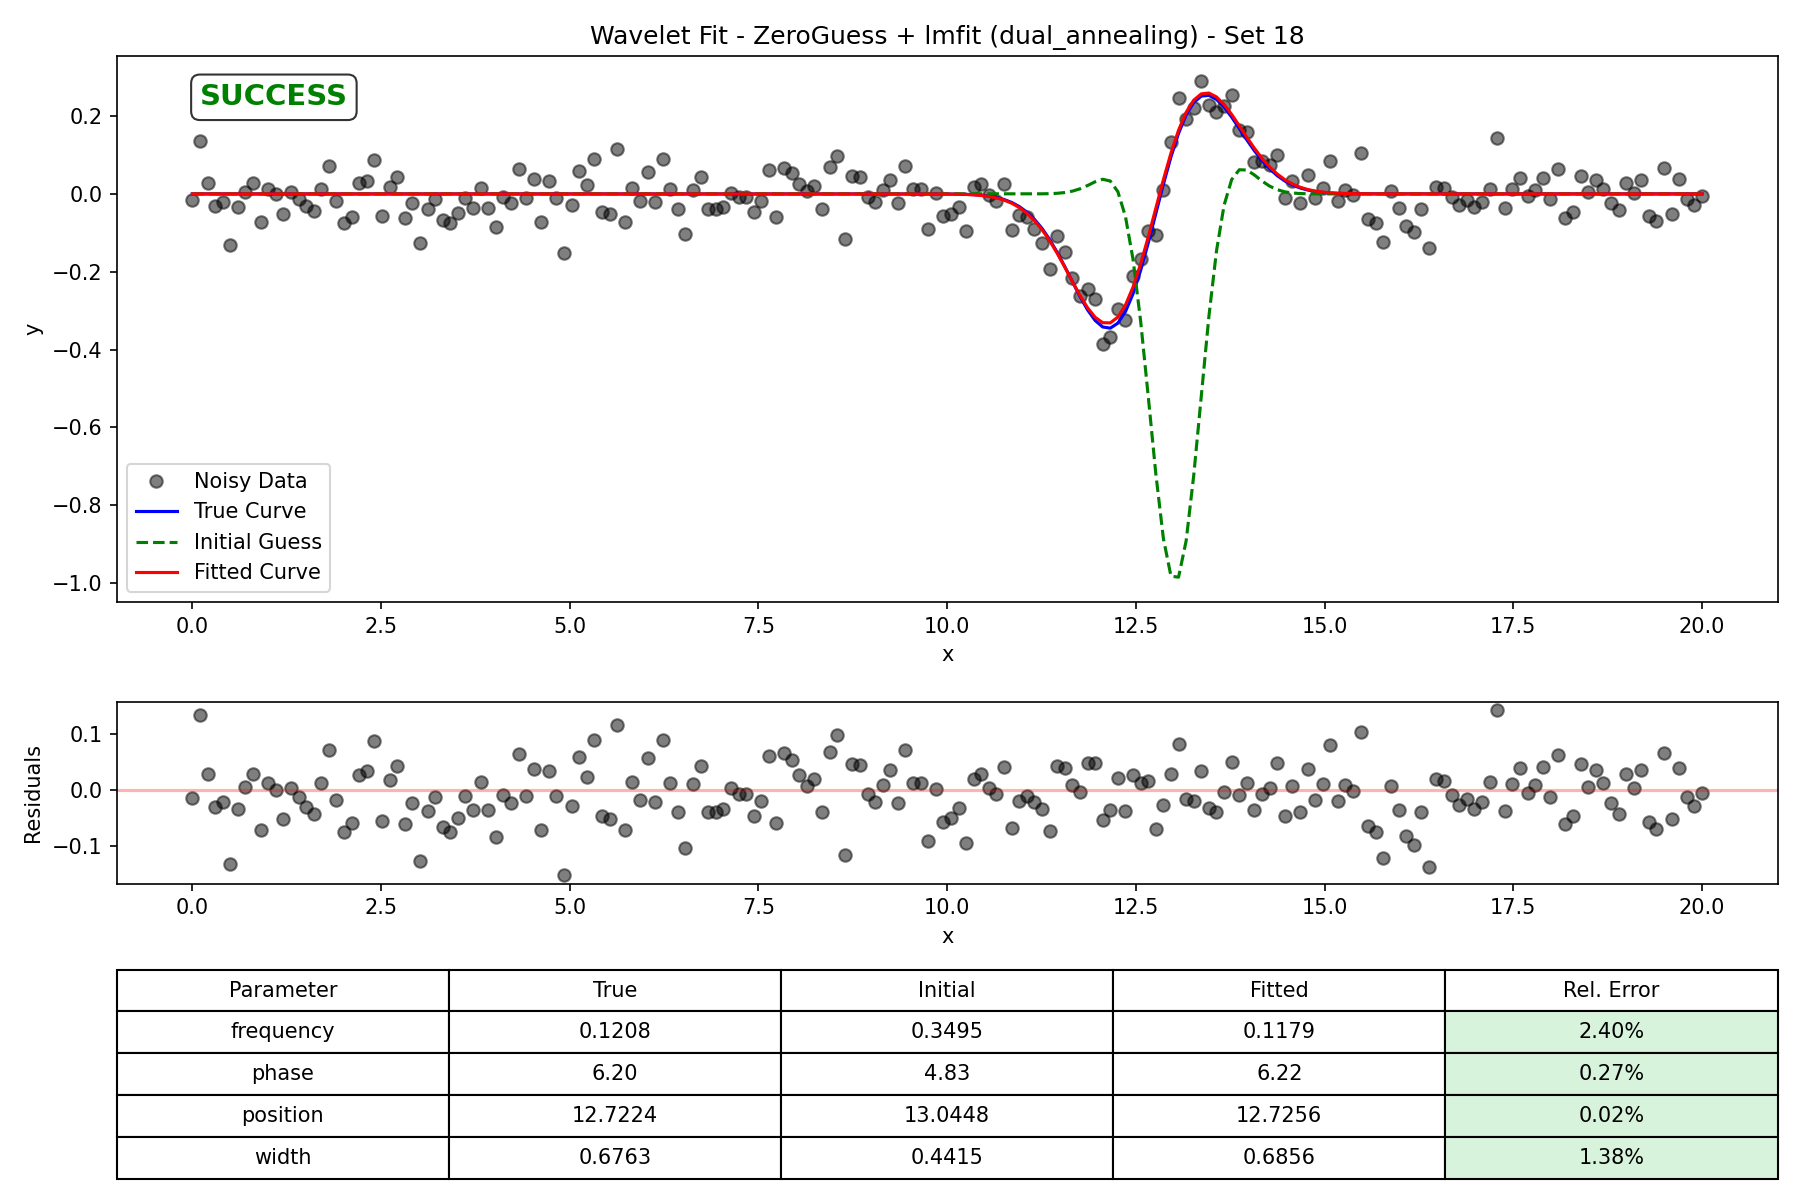 Wavelet Fit - ZeroGuess + lmfit (dual_annealing) - Set 18
SUCCESS
0.2
0.0
−0.2
−0.4
−0.6
−0.8
−1.0
y
Noisy Data
True Curve
Initial Guess
Fitted Curve
0.0 2.5 5.0 7.5 10.0 12.5 15.0 17.5 20.0
x
0.1
0.0
−0.1
Residuals
0.0 2.5 5.0 7.5 10.0 12.5 15.0 17.5 20.0
x
Parameter True Initial Fitted Rel. Error
frequency 0.1208 0.3495 0.1179 2.40%
phase 6.20 4.83 6.22 0.27%
position 12.7224 13.0448 12.7256 0.02%
width 0.6763 0.4415 0.6856 1.38%